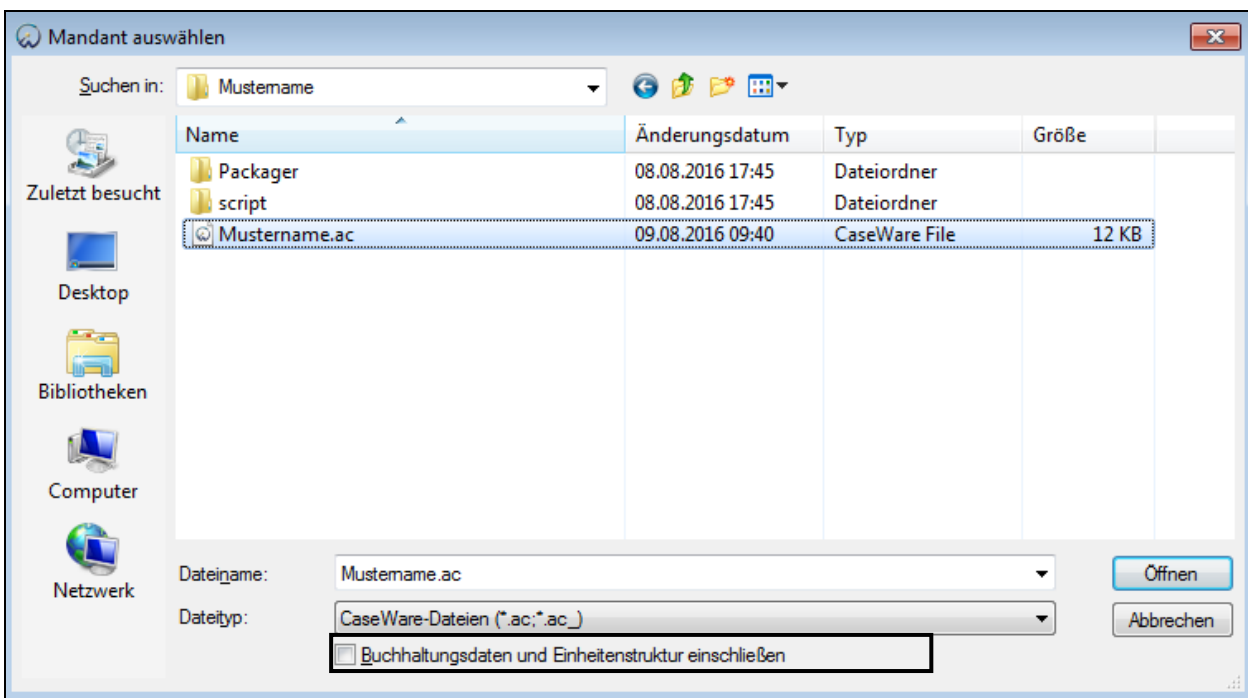 Mandant auswählen
Suchen in: Mustername
Name Änderungsdatum Typ Größe
Packager 08.08.2016 17:45 Dateiordner
script 08.08.2016 17:45 Dateiordner
Mustername.ac 09.08.2016 09:40 CaseWare File 12 KB
Zuletzt besucht
Desktop
Bibliotheken
Computer
Netzwerk
Dateiname: Mustername.ac Öffnen
Dateityp: CaseWare-Dateien (*.ac;*.ac_) Abbrechen
Buchhaltungsdaten und Einheitenstruktur einschließen